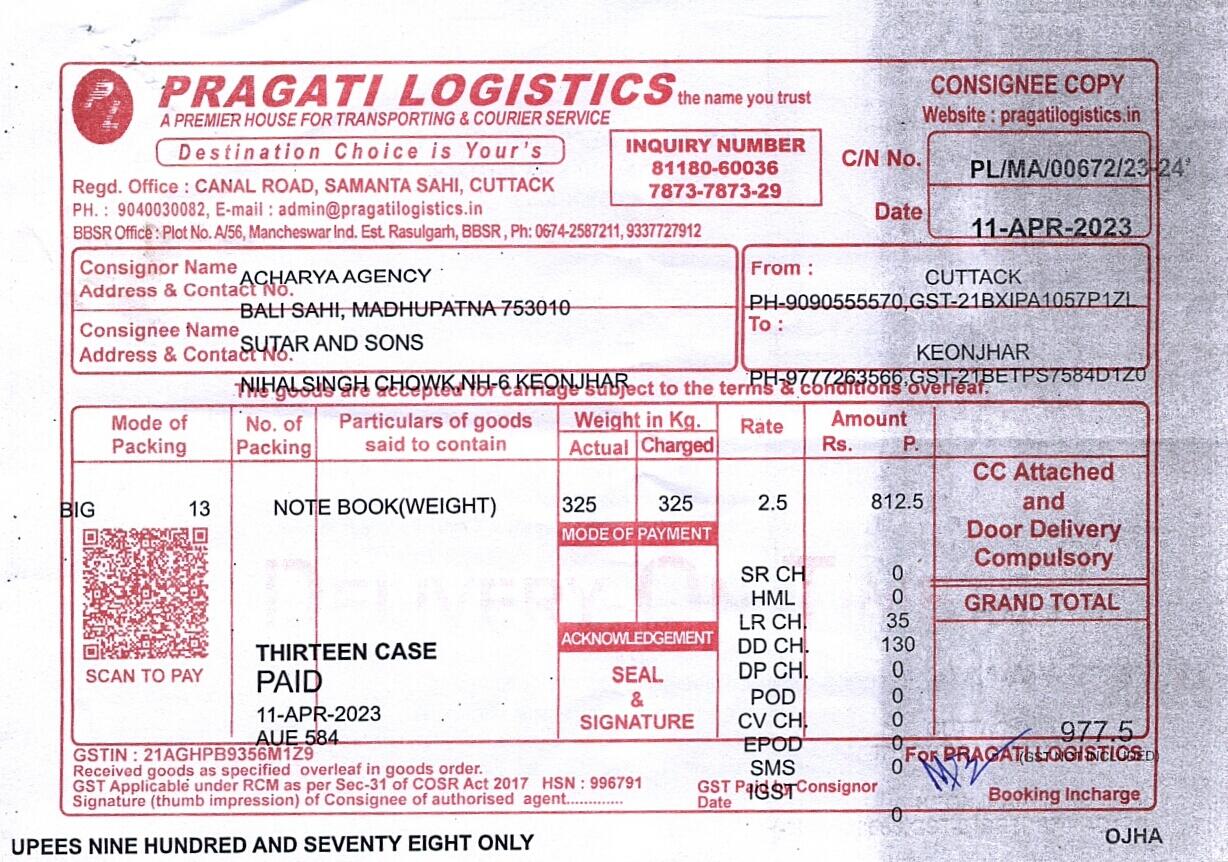 PL
PRAGATI LOGISTICS the name you trust
A PREMIER HOUSE FOR TRANSPORTING & COURIER SERVICE
Destination Choice is Your's
Regd. Office : CANAL ROAD, SAMANTA SAHI, CUTTACK
PH. : 9040030082, E-mail : admin@pragatilogistics.in
BBSR Office : Plot No. A/56, Mancheswar Ind. Est. Rasulgarh, BBSR , Ph: 0674-2587211, 9337727912
INQUIRY NUMBER
81180-60036
7873-7873-29
CONSIGNEE COPY
Website : pragatilogistics.in
C/N No. PL/MA/00672/23-24
Date 11-APR-2023
Consignor Name ACHARYA AGENCY
Address & Contact No.
BALI SAHI, MADHUPATNA 753010
Consignee Name SUTAR AND SONS
Address & Contact No.
NIHALSINGH CHOWK,NH-6 KEONJHAR
From : CUTTACK
PH-9090555570,GST-21BXIPA1057P1ZL
To :
KEONJHAR
PH-9777263566,GST-21BETPS7584D1Z0
The goods are accepted for carriage subject to the terms & conditions overleaf.
Mode of Packing No. of Packing Particulars of goods said to contain Weight in Kg. Actual Charged Rate Amount Rs. P.
BIG 13 NOTE BOOK(WEIGHT) 325 325 2.5 812.5
CC Attached
and
Door Delivery
Compulsory
MODE OF PAYMENT
SR CH 0
HML 0
LR CH. 35
DD CH. 130
DP CH. 0
POD 0
CV CH. 0
EPOD 0
SMS 0
IGST 0
GRAND TOTAL
977.5
(GST NOT INCLUDED)
ACKNOWLEDGEMENT
SEAL
&
SIGNATURE
SCAN TO PAY
THIRTEEN CASE
PAID
11-APR-2023
AUE 584
GSTIN : 21AGHPB9356M1Z9
Received goods as specified overleaf in goods order.
GST Applicable under RCM as per Sec-31 of COSR Act 2017 HSN : 996791
Signature (thumb impression) of Consignee of authorised agent.............
GST Paid by Consignor
Date
For PRAGATI LOGISTICS
Booking Incharge
OJHA
UPEES NINE HUNDRED AND SEVENTY EIGHT ONLY